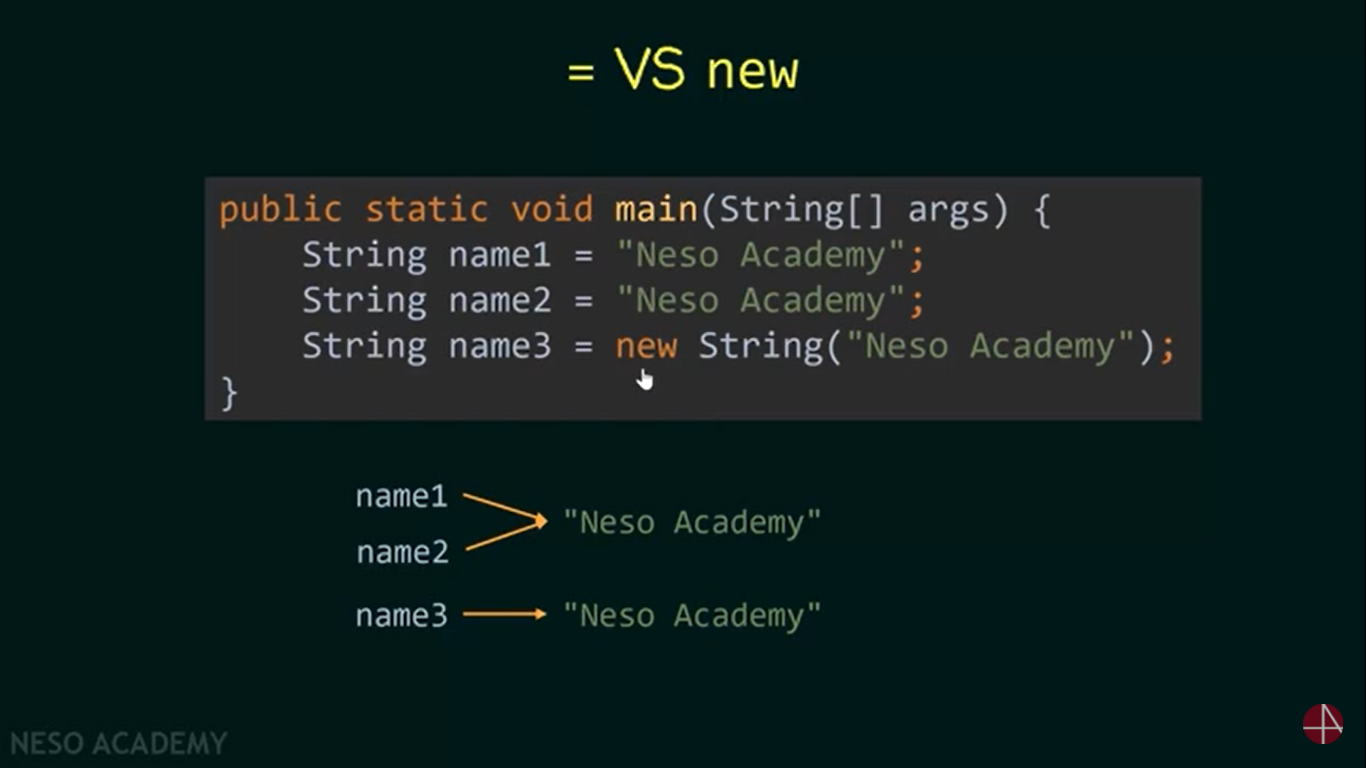 = VS new
public static void main(String[] args) {
    String name1 = "Neso Academy";
    String name2 = "Neso Academy";
    String name3 = new String("Neso Academy");
}
name1
"Neso Academy"
name2
name3
"Neso Academy"
NESO ACADEMY